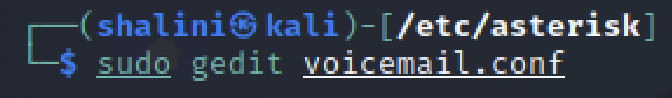 ┌──(shalini㉿kali)-[/etc/asterisk]
└─$ sudo gedit voicemail.conf